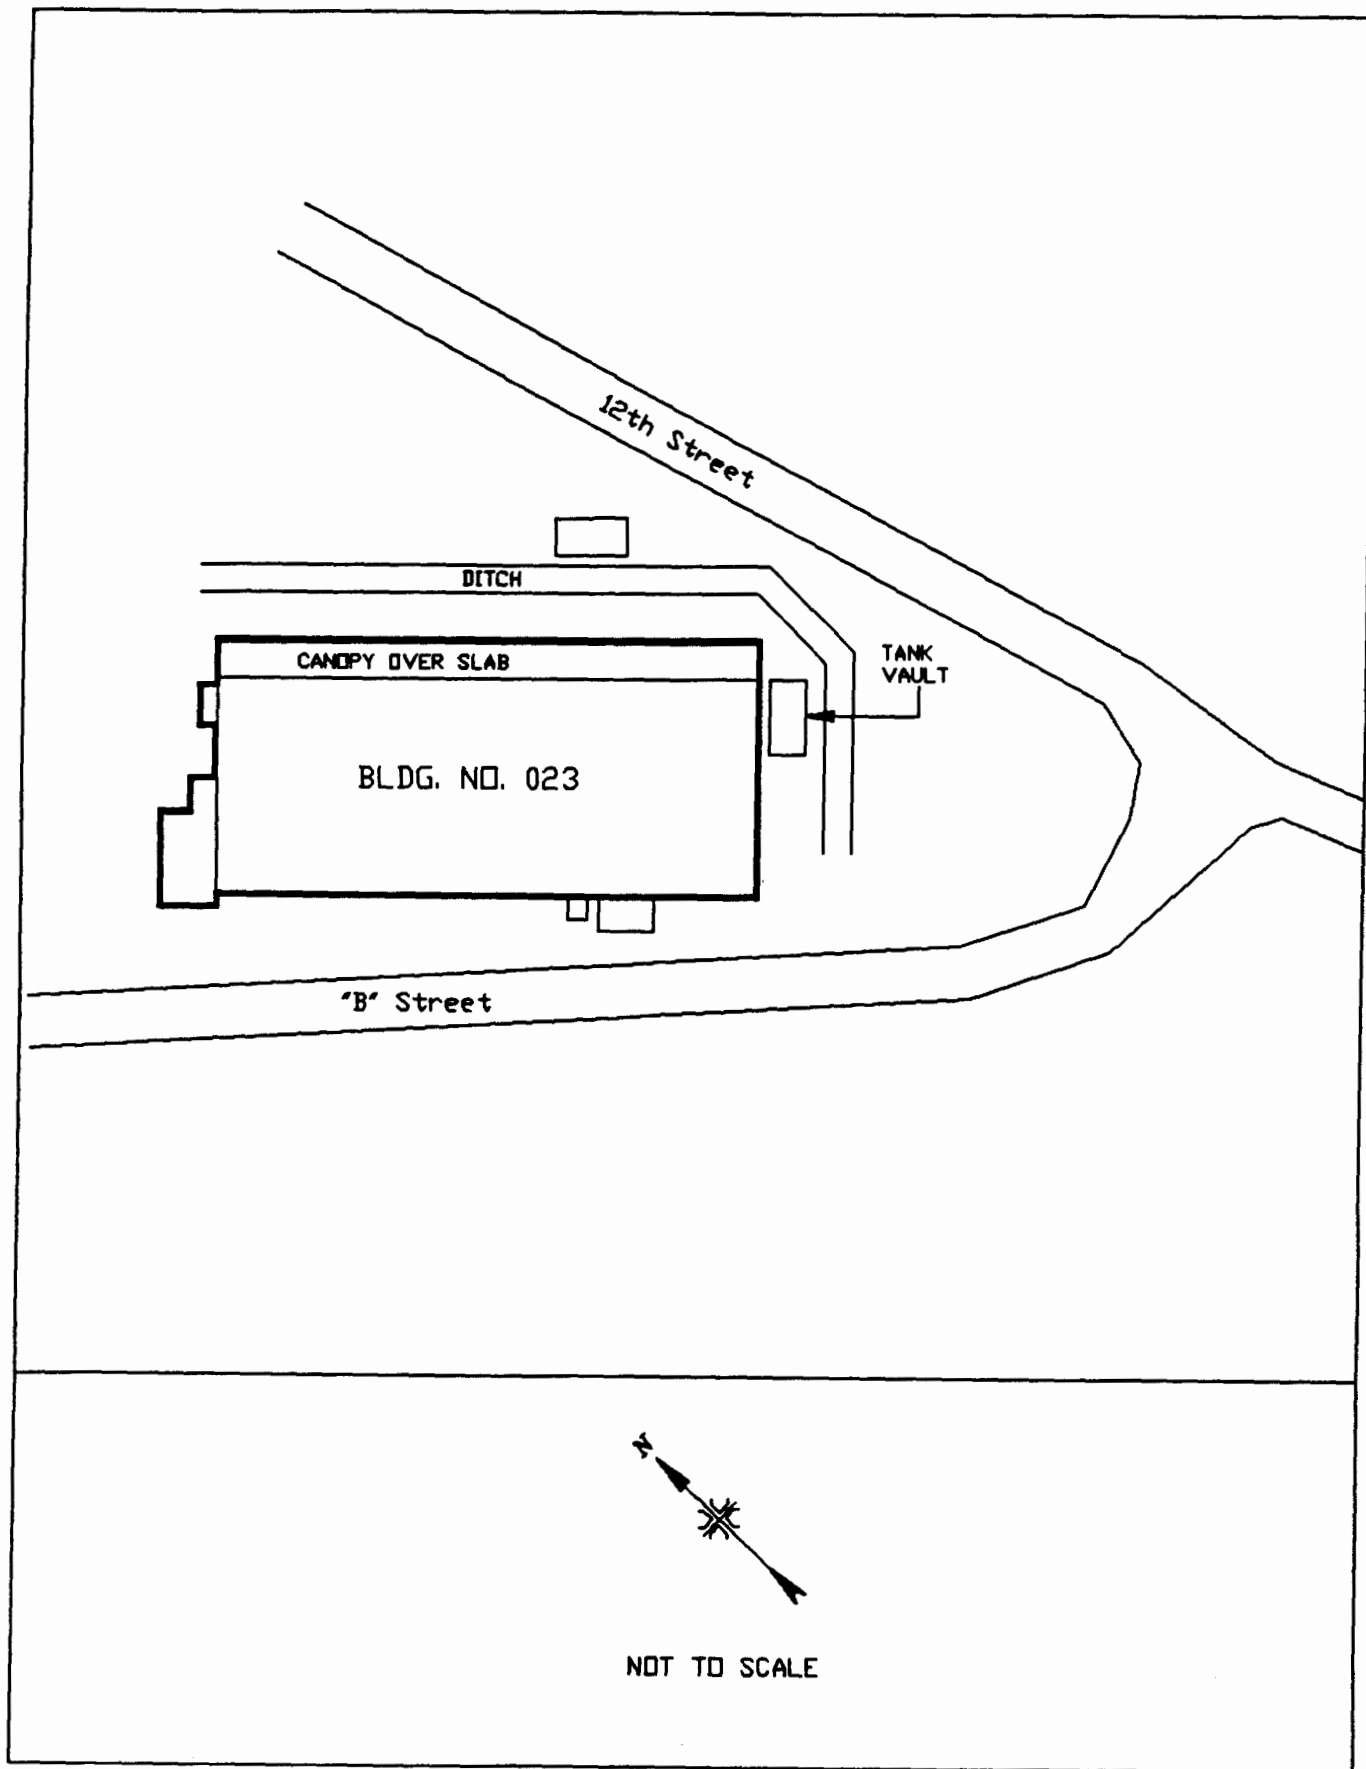 12th Street
DITCH
CANOPY OVER SLAB
TANK
VAULT
BLDG. NO. 023
"B" Street
N
NOT TO SCALE